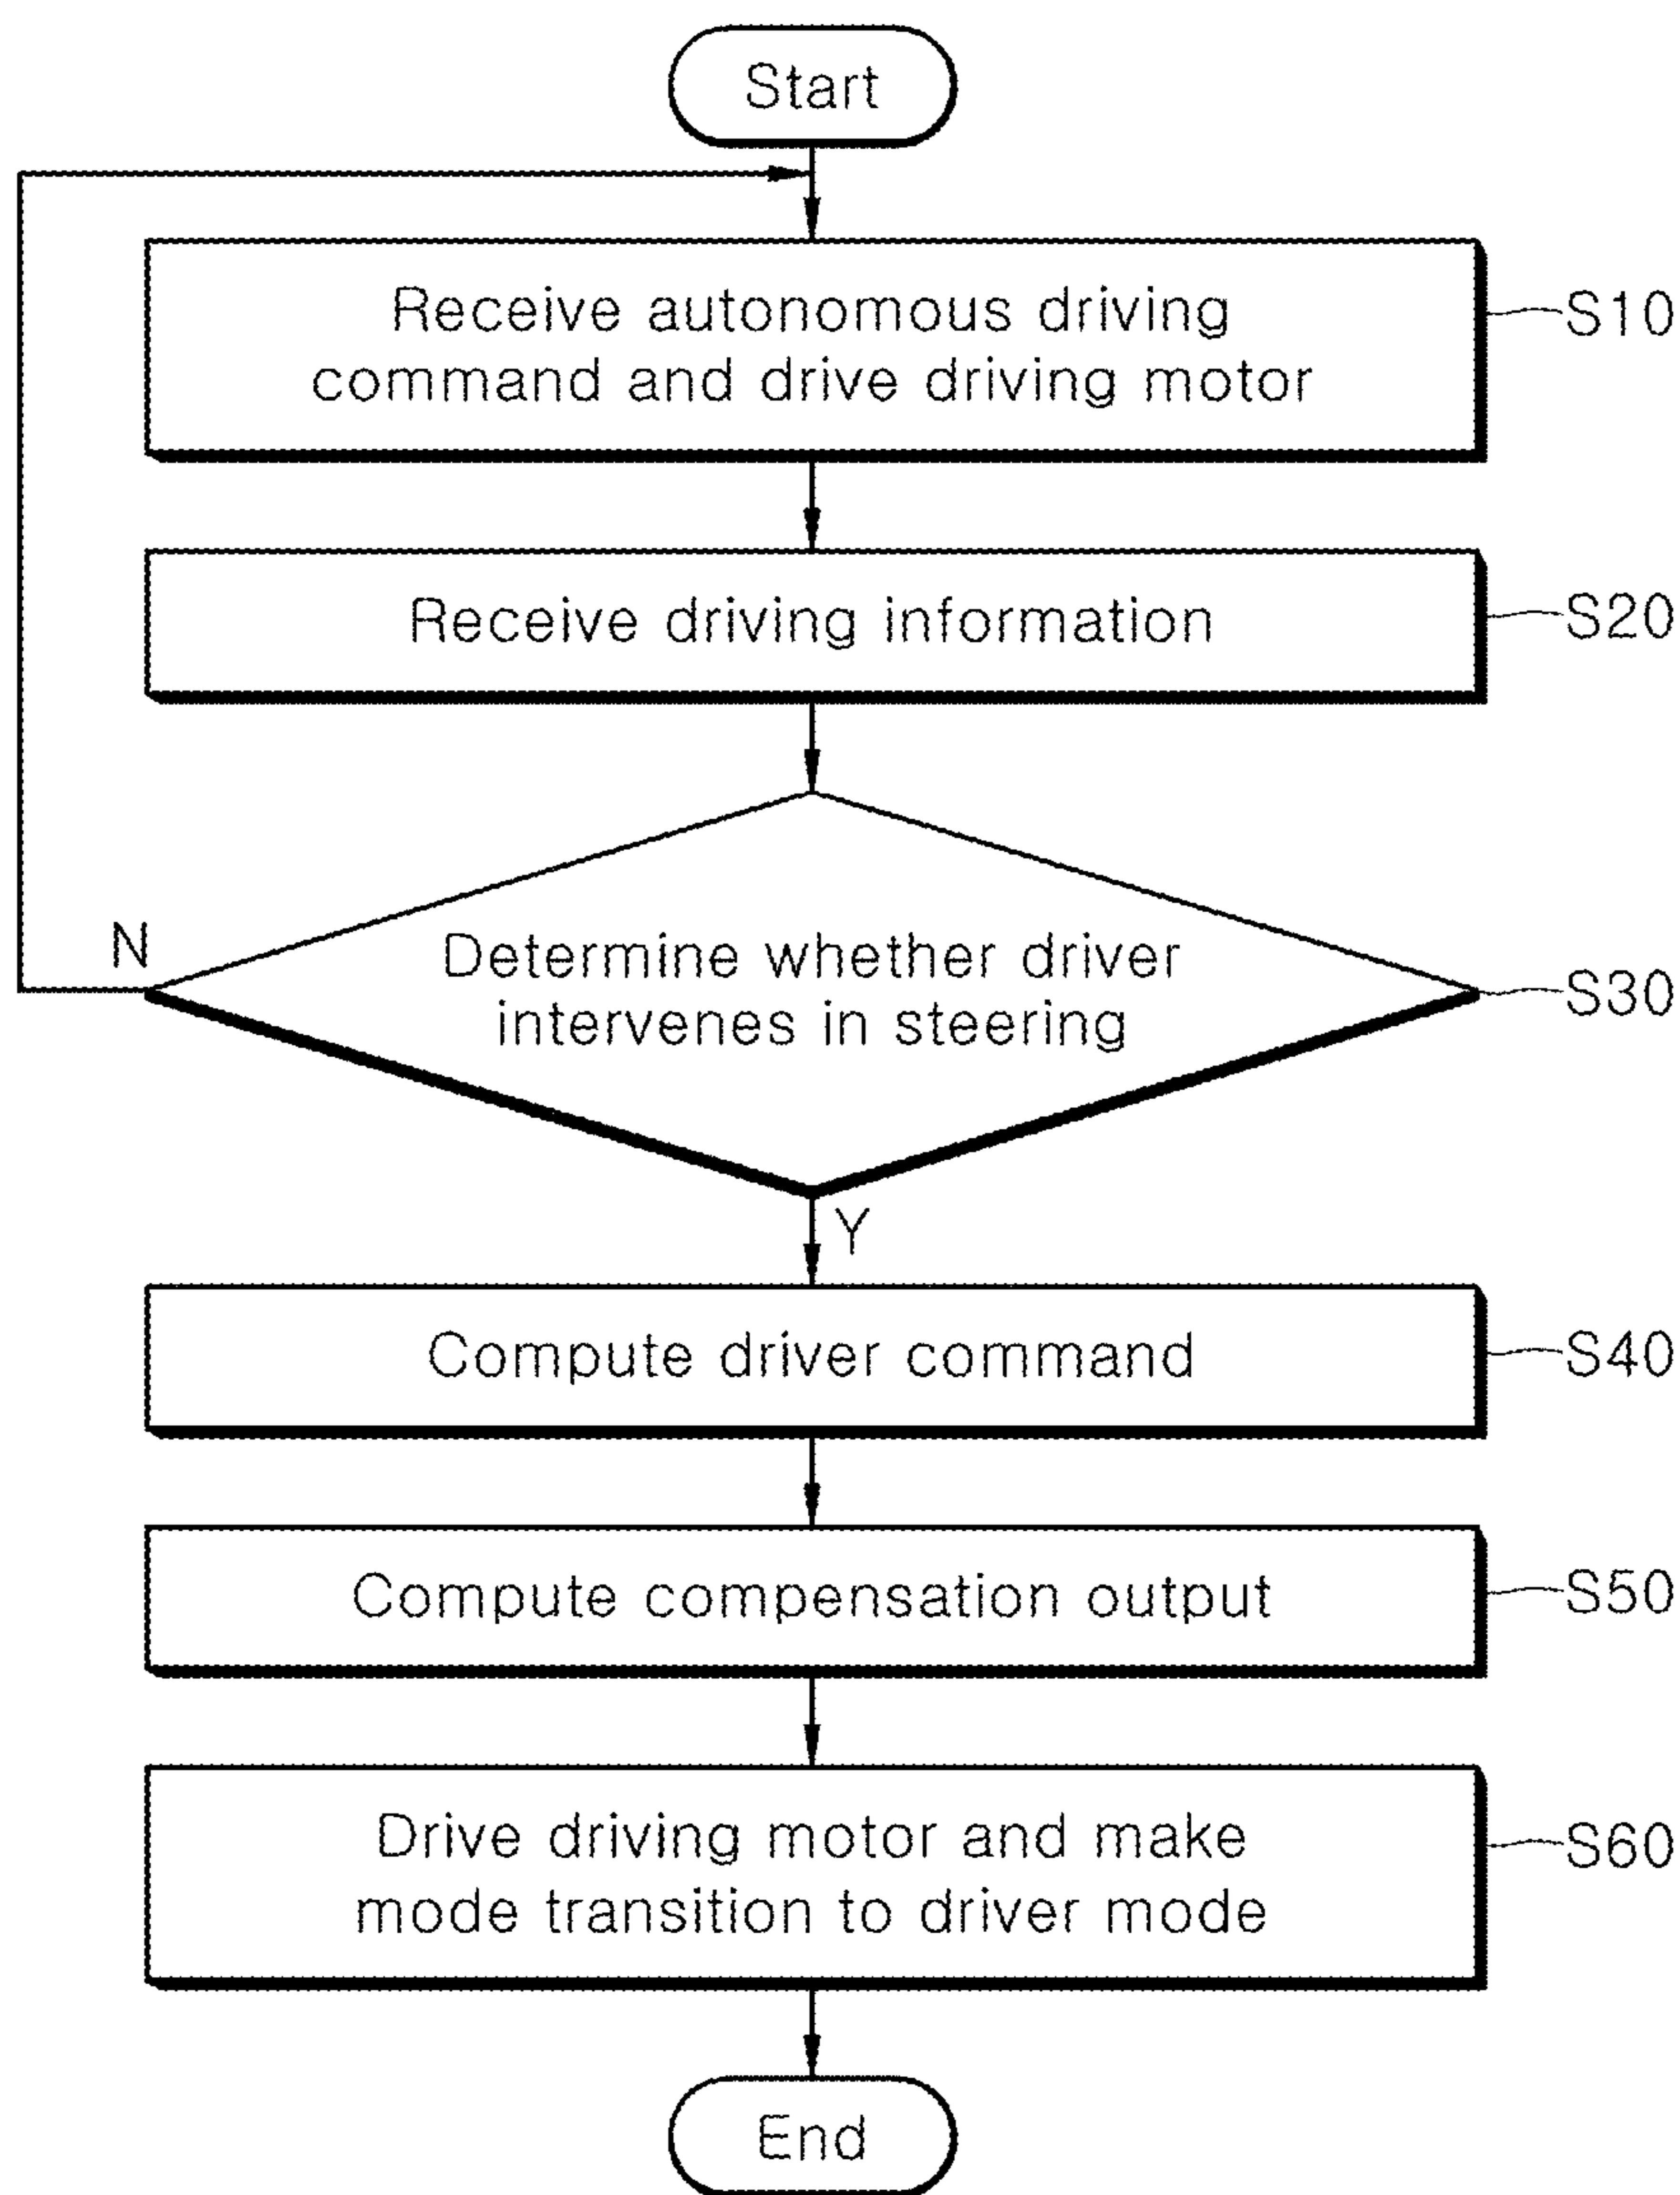 Start
Receive autonomous driving
command and drive driving motor
S10
Receive driving information
S20
N
Determine whether driver
intervenes in steering
S30
Y
Compute driver command
S40
Compute compensation output
S50
Drive driving motor and make
mode transition to driver mode
S60
End